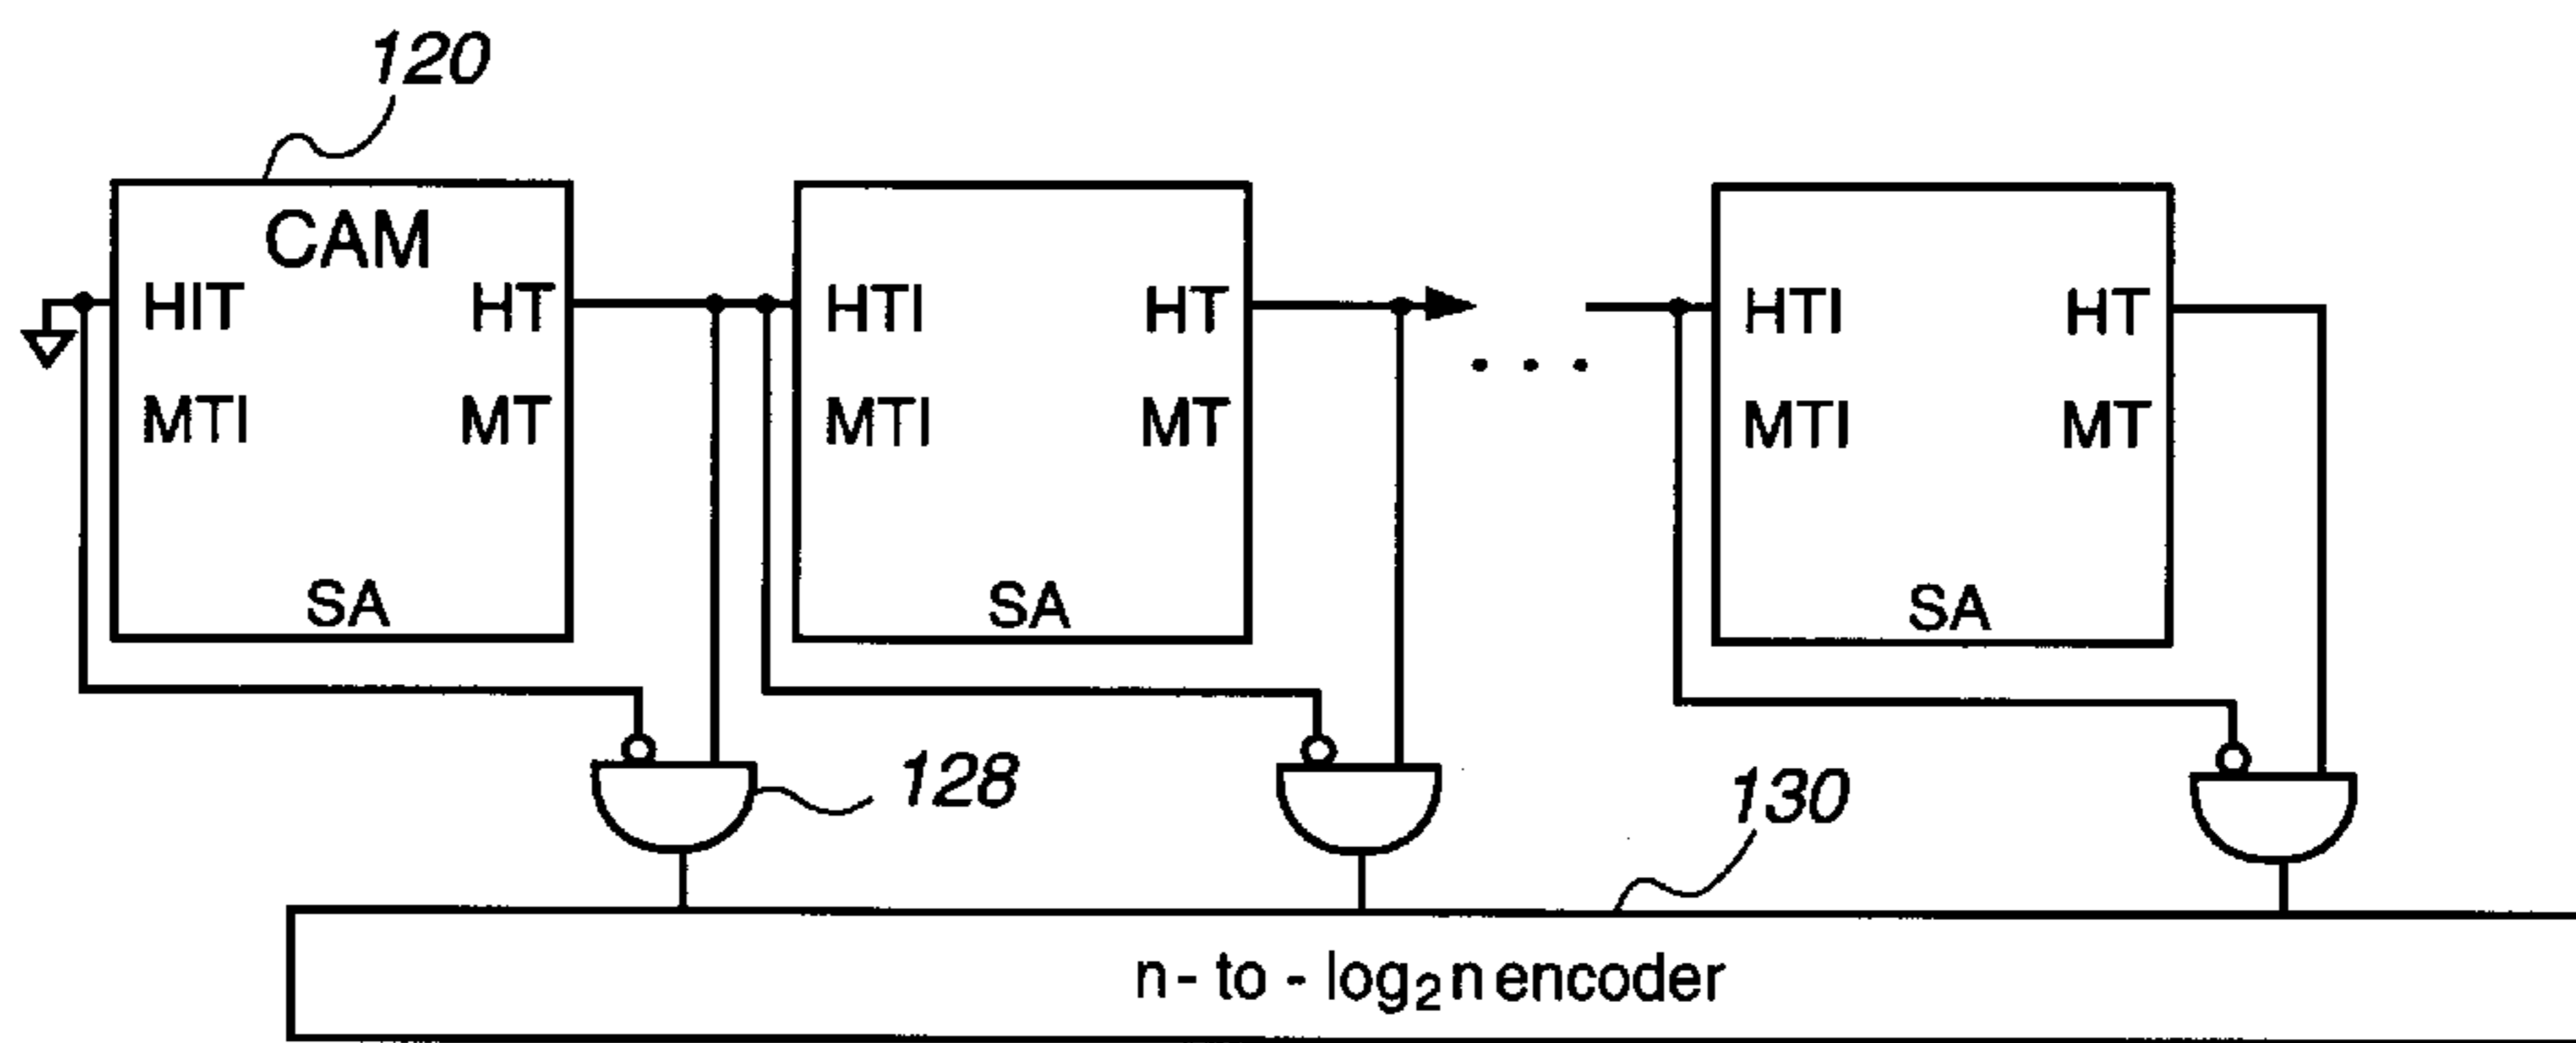 120
CAM
HIT HT
MTI MT
SA
HTI HT
MTI MT
SA
. . .
HTI HT
MTI MT
SA
128
130
n- to - log₂n encoder